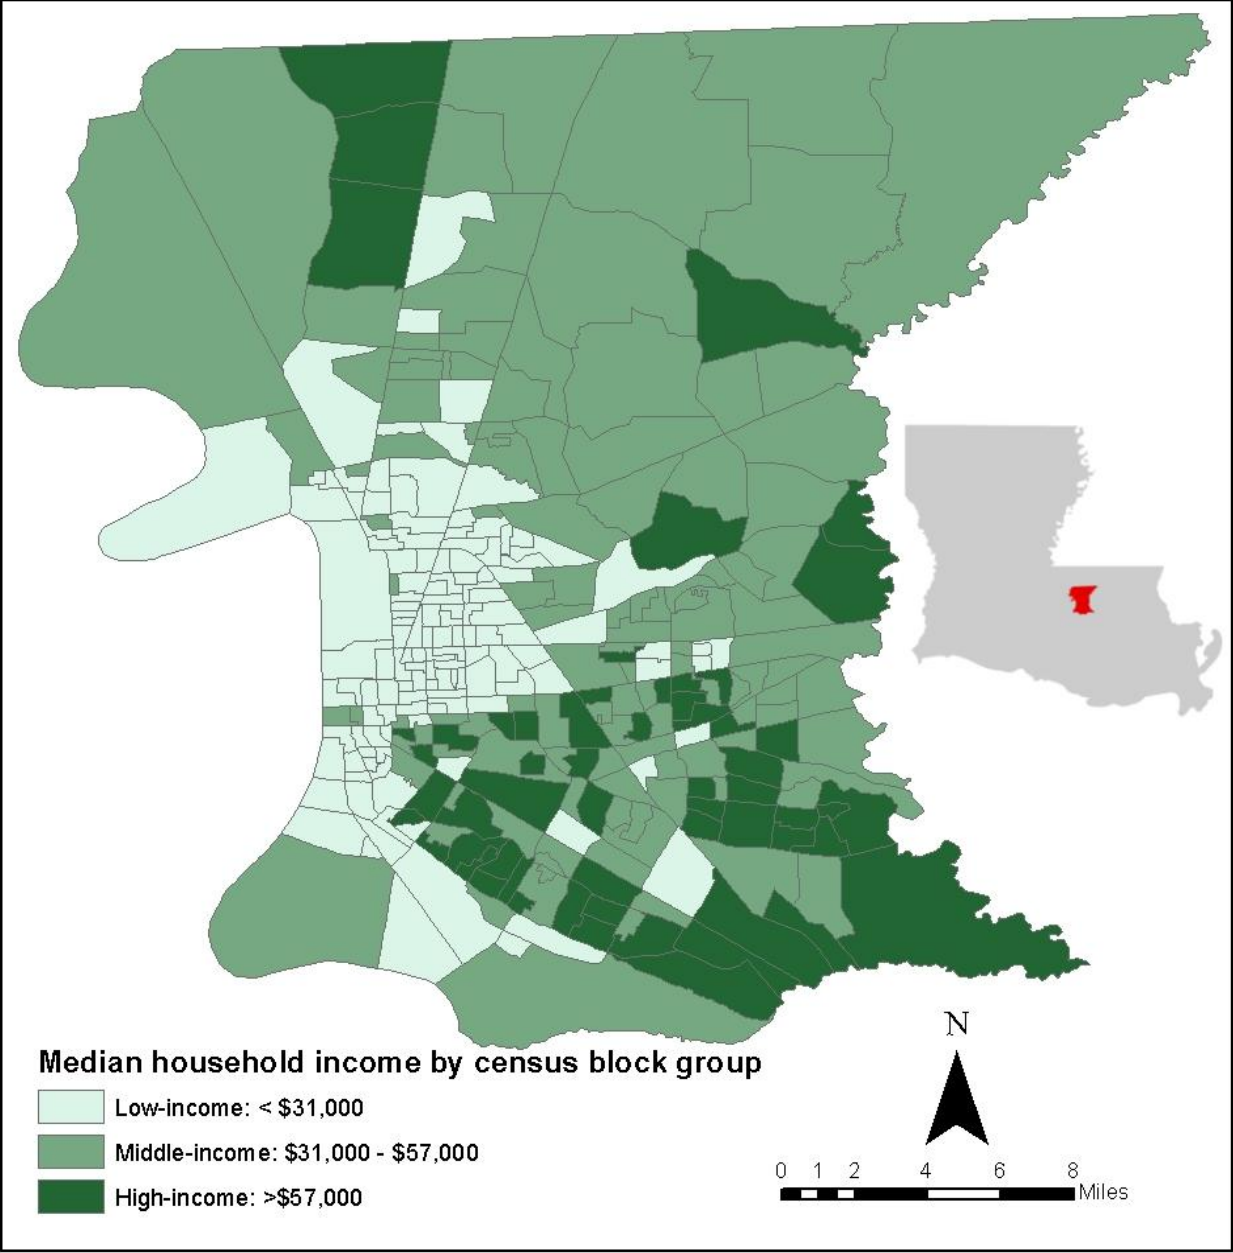 N
Median household income by census block group
Low-income: < $31,000
Middle-income: $31,000 - $57,000
High-income: >$57,000
0 1 2 4 6 8
Miles